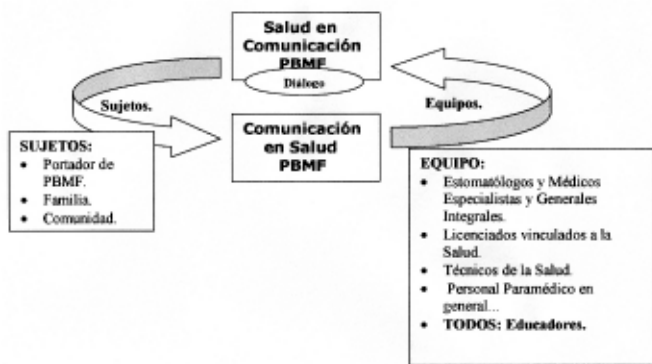 Salud en
Comunicación
PBMF
Diálogo
Sujetos.
Equipos.
Comunicación
en Salud
PBMF
SUJETOS:
• Portador de
PBMF.
• Familia.
• Comunidad.
EQUIPO:
• Estomatólogos y Médicos
Especialistas y Generales
Integrales.
• Licenciados vinculados a la
Salud.
• Técnicos de la Salud.
• Personal Paramédico en
general...
• TODOS: Educadores.